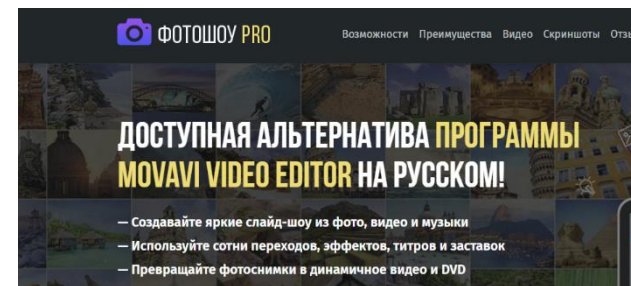 ФОТОШОУ PRO
Возможности Преимущества Видео Скриншоты
ДОСТУПНАЯ АЛЬТЕРНАТИВА ПРОГРАММЫ
MOVAVI VIDEO EDITOR НА РУССКОМ!
— Создавайте яркие слайд-шоу из фото, видео и музыки
— Используйте сотни переходов, эффектов, титров и заставок
— Превращайте фотоснимки в динамичное видео и DVD